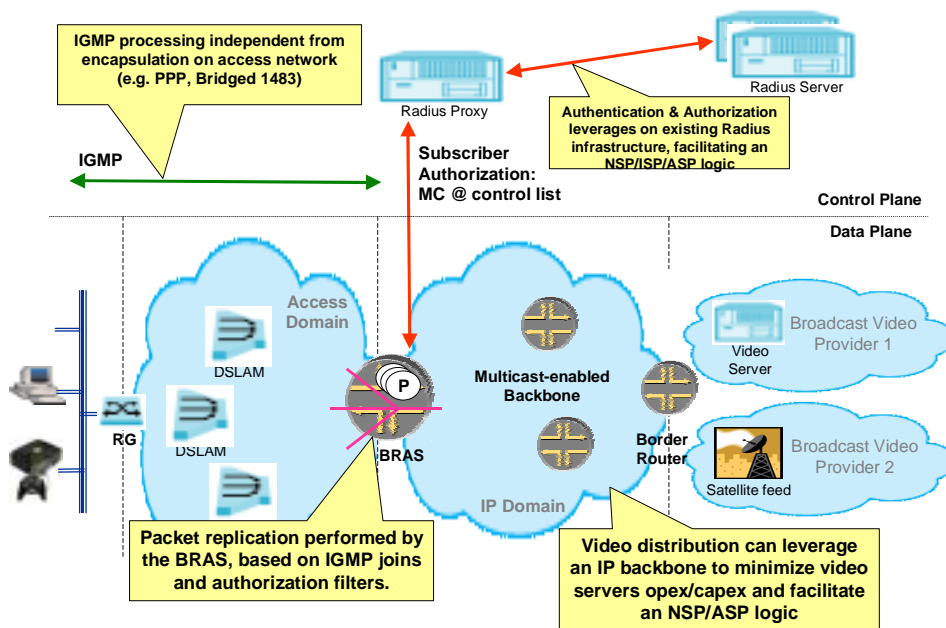 IGMP processing independent from
encapsulation on access network
(e.g. PPP, Bridged 1483)
Radius Proxy
Radius Server
Authentication & Authorization
leverages on existing Radius
infrastructure, facilitating an
NSP/ISP/ASP logic
IGMP
Subscriber
Authorization:
MC @ control list
Control Plane
Data Plane
Access
Domain
DSLAM
DSLAM
RG
P
BRAS
Multicast-enabled
Backbone
IP Domain
Border
Router
Video
Server
Broadcast Video
Provider 1
Satellite feed
Broadcast Video
Provider 2
Packet replication performed by
the BRAS, based on IGMP joins
and authorization filters.
Video distribution can leverage
an IP backbone to minimize video
servers opex/capex and facilitate
an NSP/ASP logic